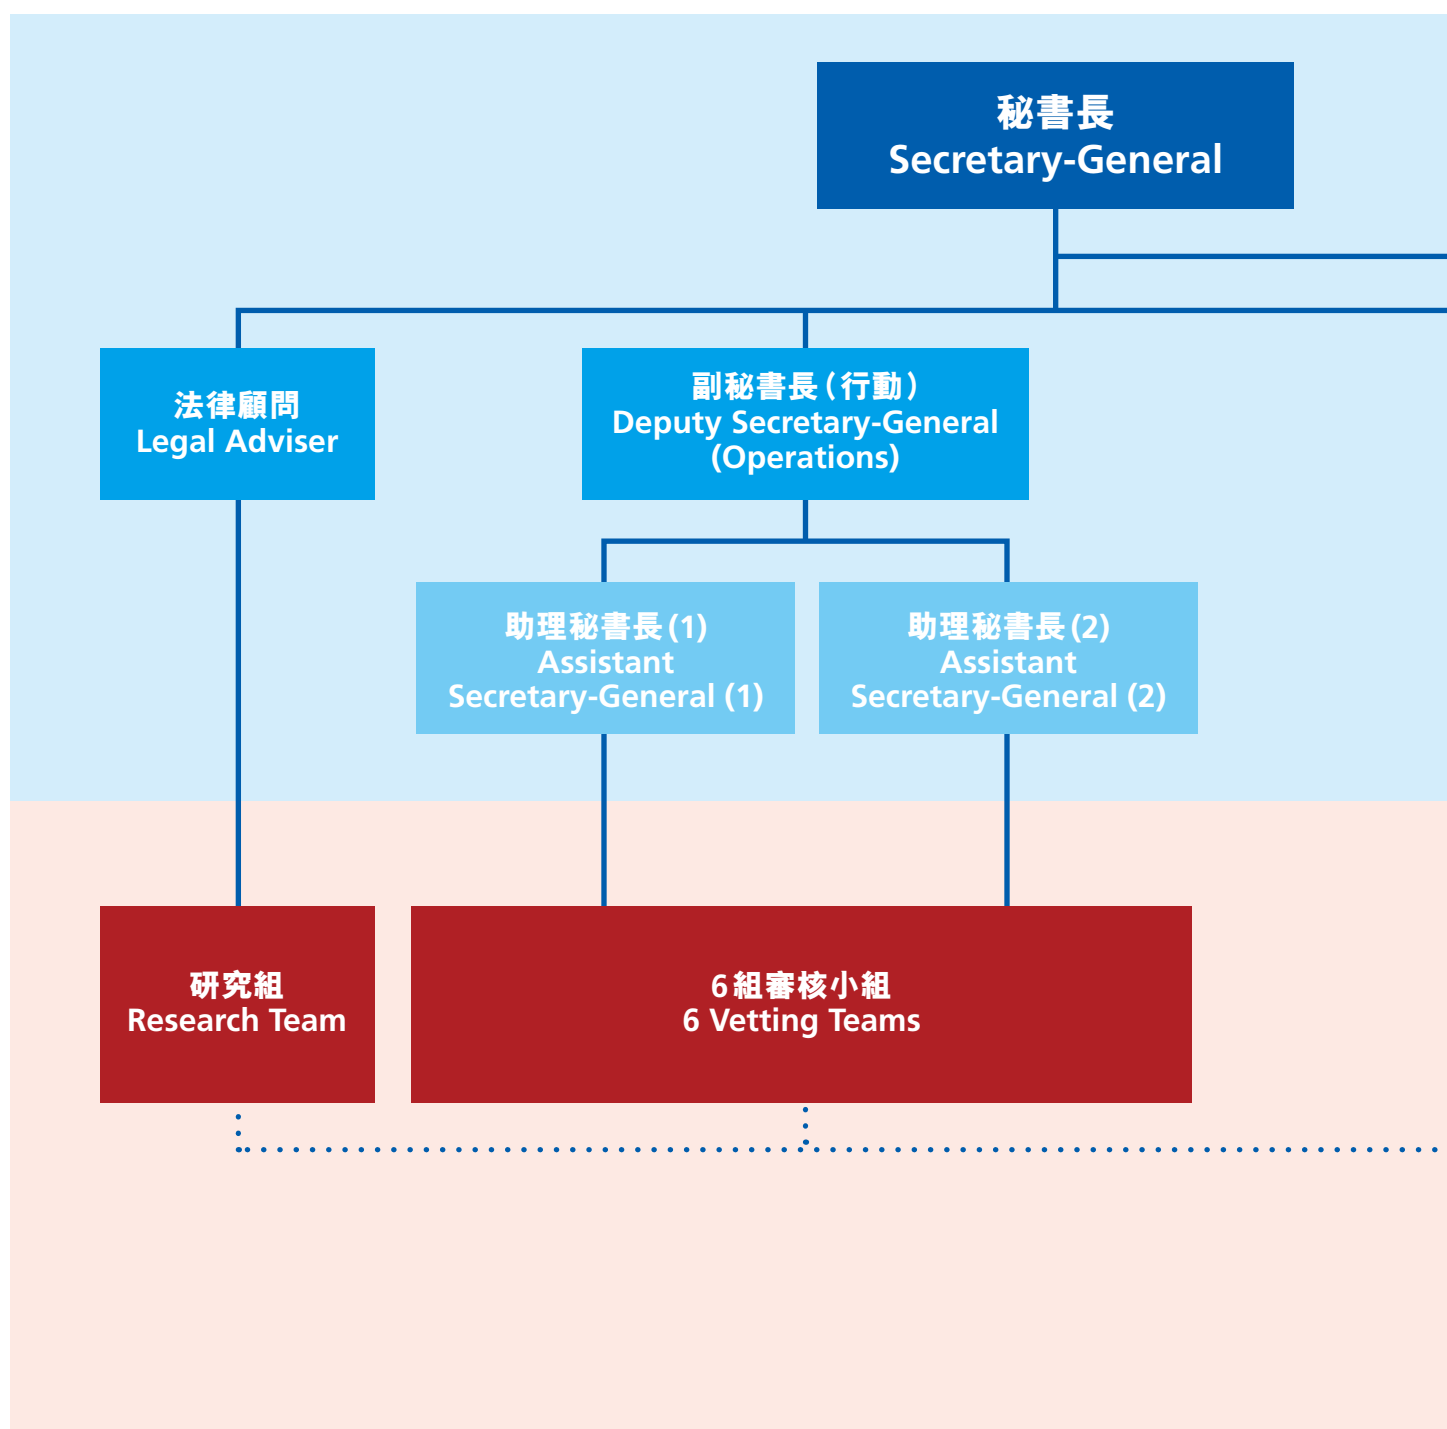 秘書長
Secretary-General
法律顧問
Legal Adviser
副秘書長（行動）
Deputy Secretary-General
(Operations)
助理秘書長(1)
Assistant
Secretary-General (1)
助理秘書長(2)
Assistant
Secretary-General (2)
研究組
Research Team
6組審核小組
6 Vetting Teams